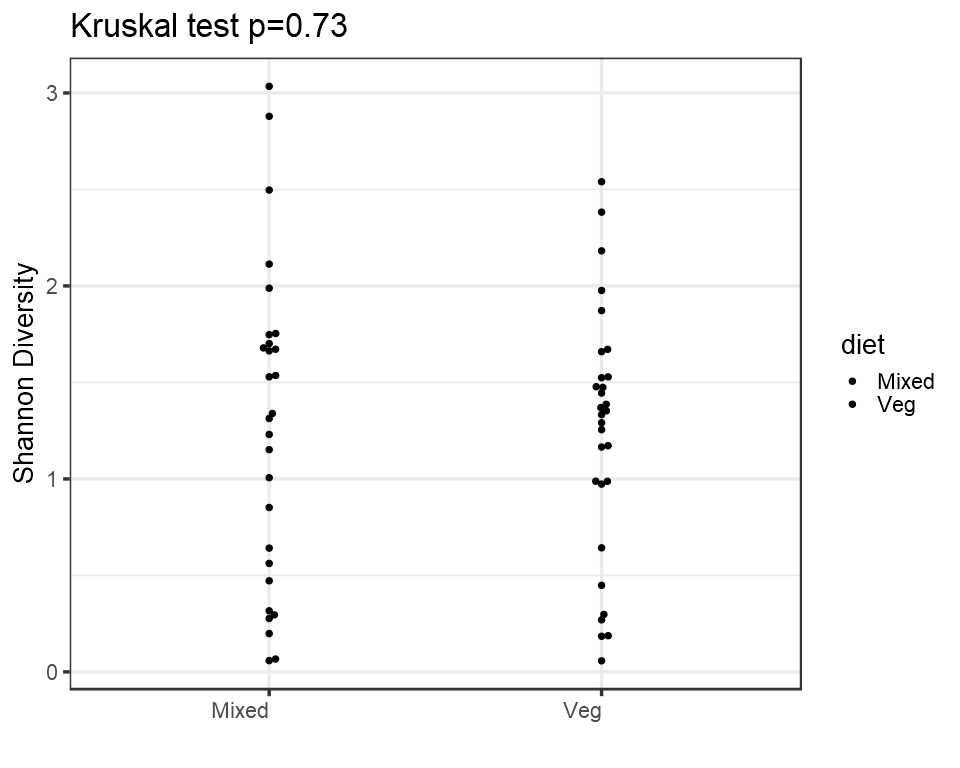 Kruskal test p=0.73
Shannon Diversity
3
2
1
0
Mixed
Veg
diet
Mixed
Veg